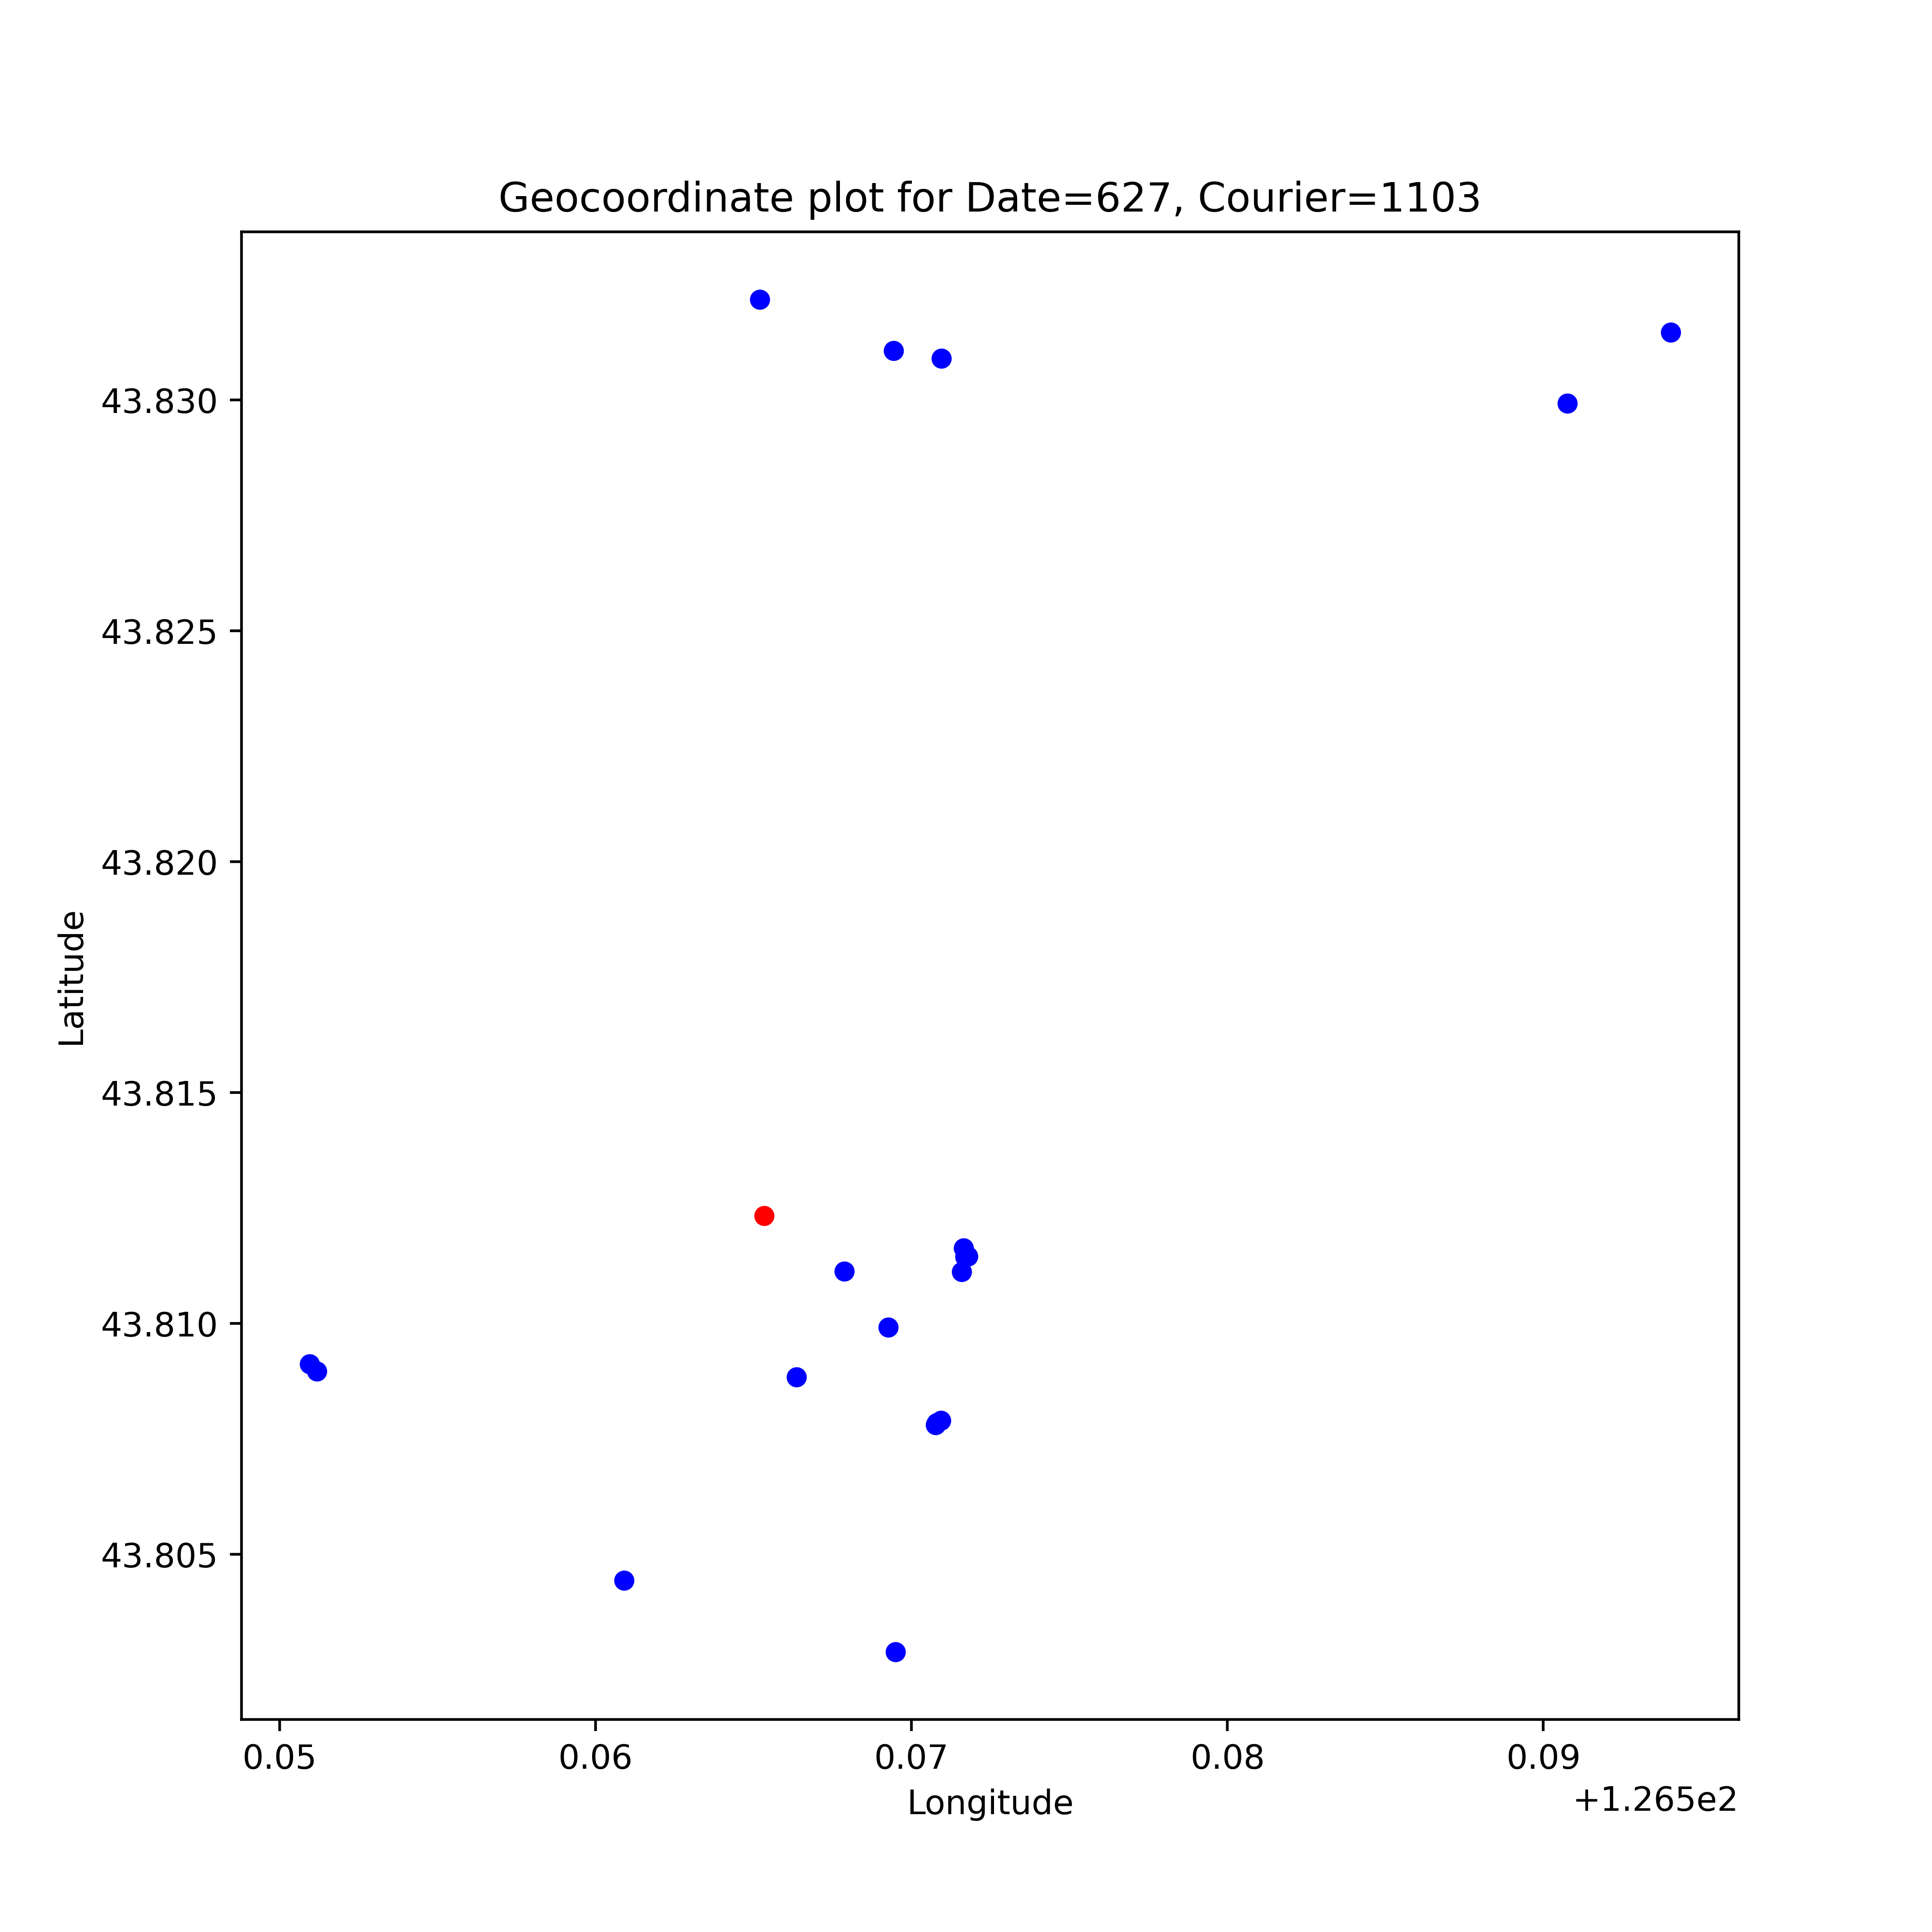 Geocoordinate plot for Date=627, Courier=1103
43.830
43.825
43.820
43.815
43.810
43.805
Latitude
0.05 0.06 0.07 0.08 0.09
Longitude
+1.265e2